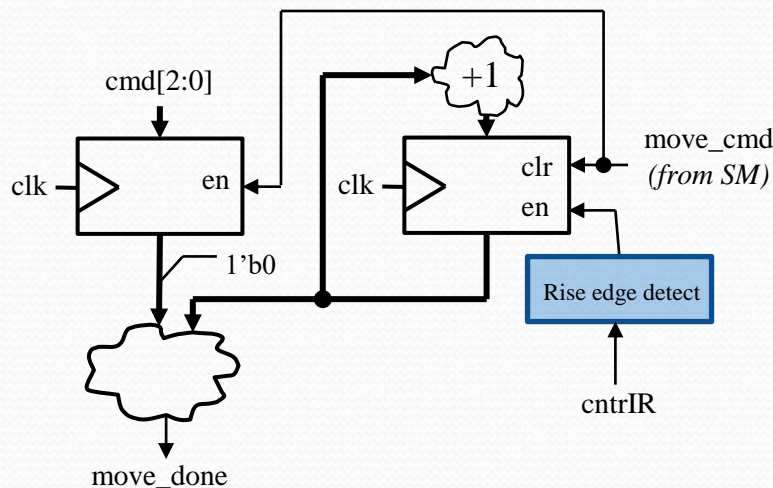 cmd[2:0]
+1
clk
en
clk
clr
en
move_cmd
(from SM)
1’b0
Rise edge detect
cntrIR
move_done